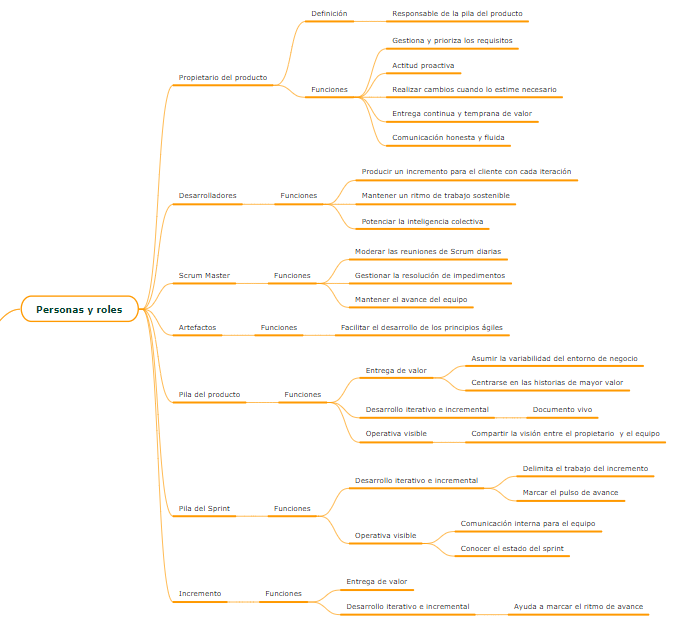 Personas y roles
Propietario del producto
Definición
Responsable de la pila del producto
Funciones
Gestiona y prioriza los requisitos
Actitud proactiva
Realizar cambios cuando lo estime necesario
Entrega continua y temprana de valor
Comunicación honesta y fluida
Desarrolladores
Funciones
Producir un incremento para el cliente con cada iteración
Mantener un ritmo de trabajo sostenible
Potenciar la inteligencia colectiva
Scrum Master
Funciones
Moderar las reuniones de Scrum diarias
Gestionar la resolución de impedimentos
Mantener el avance del equipo
Artefactos
Funciones
Facilitar el desarrollo de los principios ágiles
Pila del producto
Funciones
Entrega de valor
Asumir la variabilidad del entorno de negocio
Centrarse en las historias de mayor valor
Desarrollo iterativo e incremental
Documento vivo
Operativa visible
Compartir la visión entre el propietario y el equipo
Pila del Sprint
Funciones
Desarrollo iterativo e incremental
Delimita el trabajo del incremento
Marcar el pulso de avance
Operativa visible
Comunicación interna para el equipo
Conocer el estado del sprint
Incremento
Funciones
Entrega de valor
Desarrollo iterativo e incremental
Ayuda a marcar el ritmo de avance